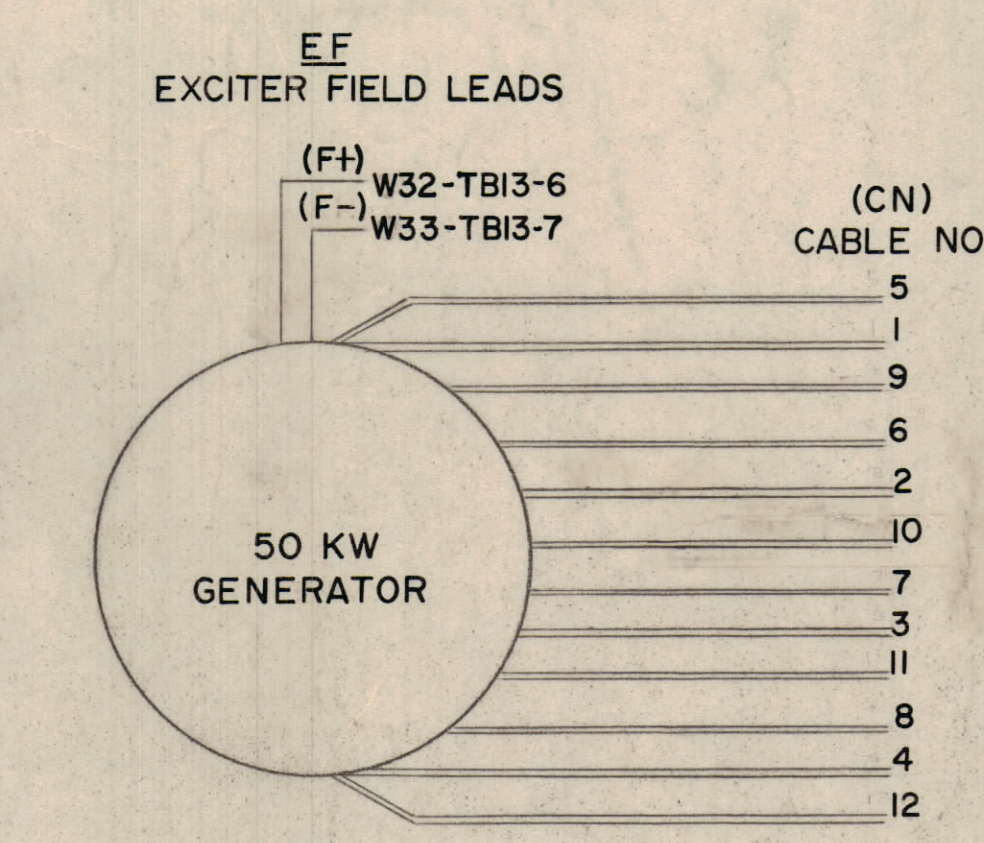 EF
EXCITER FIELD LEADS
(F+)
W32-TB13-6
(F-)
W33-TB13-7
(CN)
CABLE NO
5
1
9
6
2
10
7
3
11
8
4
12
50 KW
GENERATOR